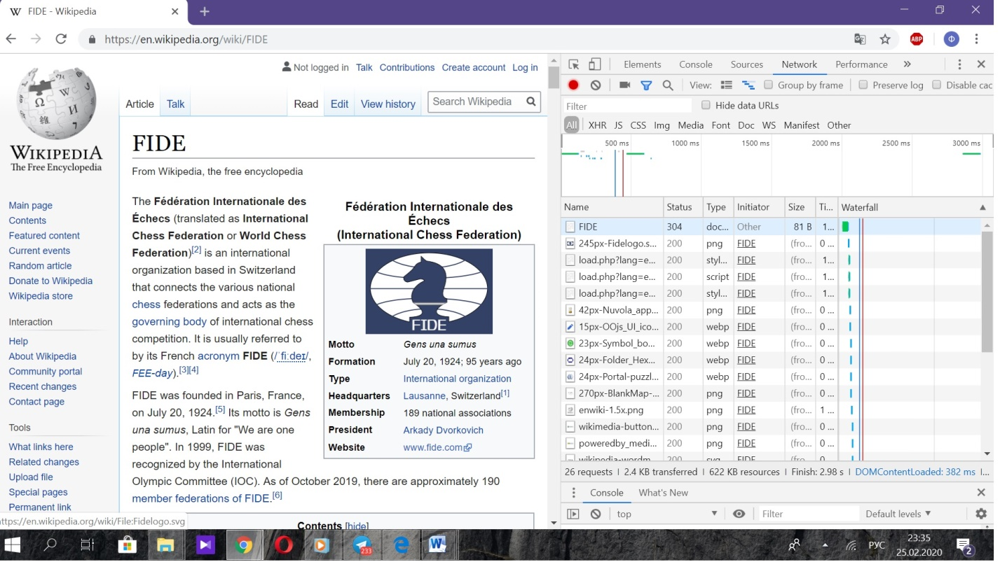 FIDE - Wikipedia
https://en.wikipedia.org/wiki/FIDE
ABP
Ф
WIKIPEDIA
The Free Encyclopedia
Main page
Contents
Featured content
Current events
Random article
Donate to Wikipedia
Wikipedia store
Interaction
Help
About Wikipedia
Community portal
Recent changes
Contact page
Tools
What links here
Related changes
Upload file
Special pages
Permanent link
ttps://en.wikipedia.org/wiki/File:Fidelogo.svg
Not logged in Talk Contributions Create account Log in
Article Talk Read Edit View history Search Wikipedia
FIDE
From Wikipedia, the free encyclopedia
The Fédération Internationale des
Échecs (translated as International
Chess Federation or World Chess
Federation)[2] is an international
organization based in Switzerland
that connects the various national
chess federations and acts as the
governing body of international chess
competition. It is usually referred to
by its French acronym FIDE (/ˈfiːdeɪ/,
FEE-day).[3][4]
FIDE was founded in Paris, France,
on July 20, 1924.[5] Its motto is Gens
una sumus, Latin for "We are one
people". In 1999, FIDE was
recognized by the International
Olympic Committee (IOC). As of October 2019, there are approximately 190
member federations of FIDE.[6]
Fédération Internationale des
Échecs
(International Chess Federation)
FIDE
Motto Gens una sumus
Formation July 20, 1924; 95 years ago
Type International organization
Headquarters Lausanne, Switzerland[1]
Membership 189 national associations
President Arkady Dvorkovich
Website www.fide.com
Contents [hide]
Elements Console Sources Network Performance »
View: Group by frame Preserve log Disable cac
Filter Hide data URLs
All XHR JS CSS Img Media Font Doc WS Manifest Other
500 ms 1000 ms 1500 ms 2000 ms 2500 ms 3000 ms
Name Status Type Initiator Size Ti... Waterfall
FIDE 304 doc... Other 81 B 1...
245px-Fidelogo.s... 200 png FIDE (fro... 0 ...
load.php?lang=e... 200 styl... FIDE (fro... 1...
load.php?lang=e... 200 script FIDE (fro... 1...
load.php?lang=e... 200 styl... FIDE (fro... 1...
42px-Nuvola_app... 200 png FIDE (fro... 0 ...
15px-OOjs_UI_ico... 200 webp FIDE (fro... 0 ...
23px-Symbol_bo... 200 webp FIDE (fro... 0 ...
24px-Folder_Hex... 200 webp FIDE (fro... 0 ...
24px-Portal-puzzl... 200 webp FIDE (fro... 0 ...
270px-BlankMap-... 200 png FIDE (fro... 0 ...
enwiki-1.5x.png 200 png FIDE (fro... 1 ...
wikimedia-button... 200 png FIDE (fro... 0 ...
poweredby_medi... 200 png FIDE (fro... 0 ...
wikipedia-wordm... 200 svg FIDE (fro... 0 ...
26 requests | 2.4 KB transferred | 622 KB resources | Finish: 2.98 s | DOMContentLoaded: 382 ms | l...
Console What's New
top Filter Default levels
233
РУС
23:35
25.02.2020
2